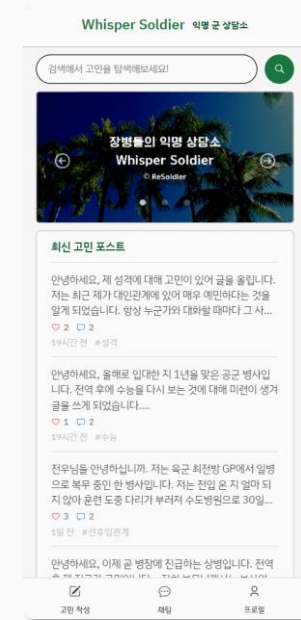 Whisper Soldier 익명 군 상담소
검색해서 고민을 탐색해보세요!
장병들의 익명 상담소
Whisper Soldier
© ReSoldier
최신 고민 포스트
안녕하세요, 제 성격에 대해 고민이 있어 글을 올립니다.
저는 최근 제가 대인관계에 있어 매우 예민하다는 것을
알게 되었습니다. 항상 누군가와 대화할 때마다 그 사...
2 2
19시간 전 #성격
안녕하세요, 올해로 입대한 지 1년을 맞은 공군 병사입
니다. 전역 후에 수능을 다시 보는 것에 대해 미련이 생겨
글을 쓰게 되었습니다....
1 2
19시간 전 #수능
전우님들 안녕하십니까. 저는 육군 최전방 GP에서 일병
으로 복무 중인 한 병사입니다. 저는 전입 온 지 얼마 되
지 않아 훈련 도중 다리가 부러져 수도병원으로 30일...
3 2
1일 전 #선후임관계
안녕하세요, 이제 곧 병장에 진급하는 상병입니다. 전역
고민 작성
채팅
프로필